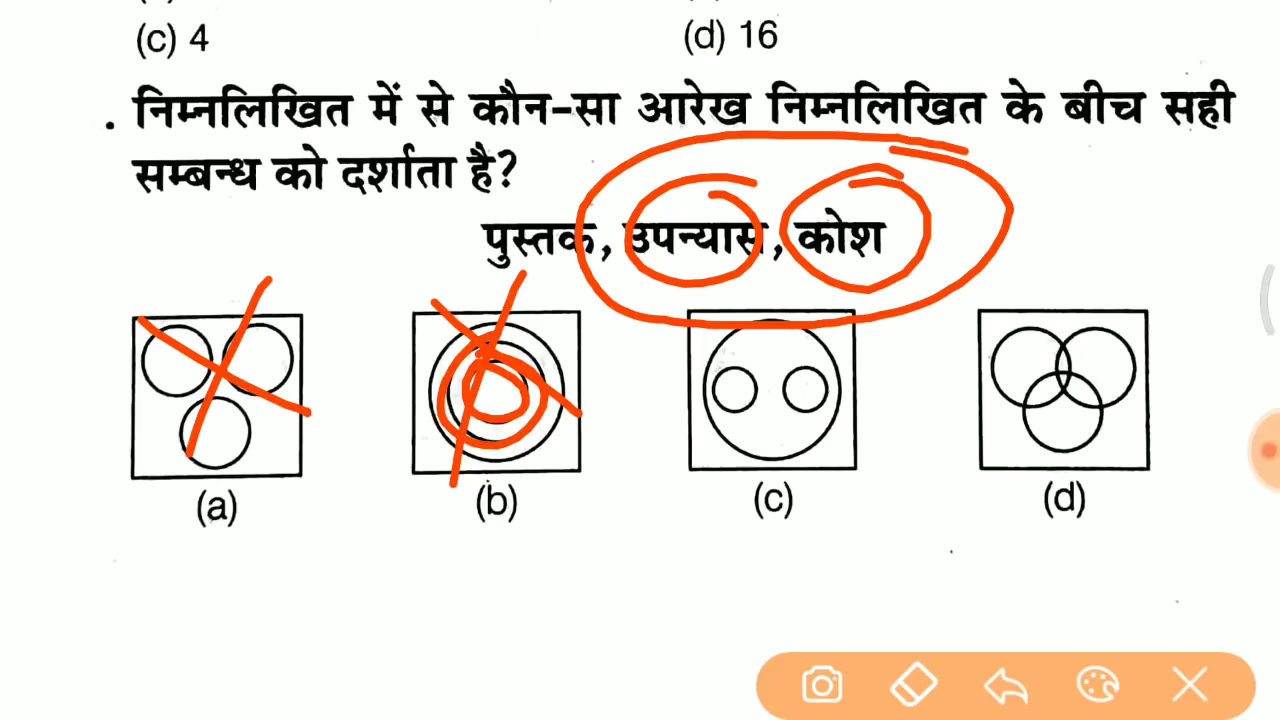 (c) 4 (d) 16
. निम्नलिखित में से कौन-सा आरेख निम्नलिखित के बीच सही
सम्बन्ध को दर्शाता है?
पुस्तक, उपन्यास, कोश
(a) (b) (c) (d)